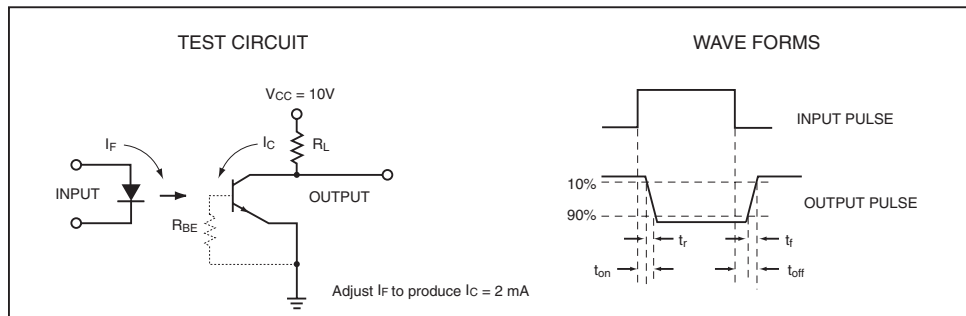 TEST CIRCUIT
WAVE FORMS
VCC = 10V
IF
IC
RL
INPUT
OUTPUT
RBE
Adjust IF to produce IC = 2 mA
INPUT PULSE
10%
90%
OUTPUT PULSE
tr
tf
ton
toff